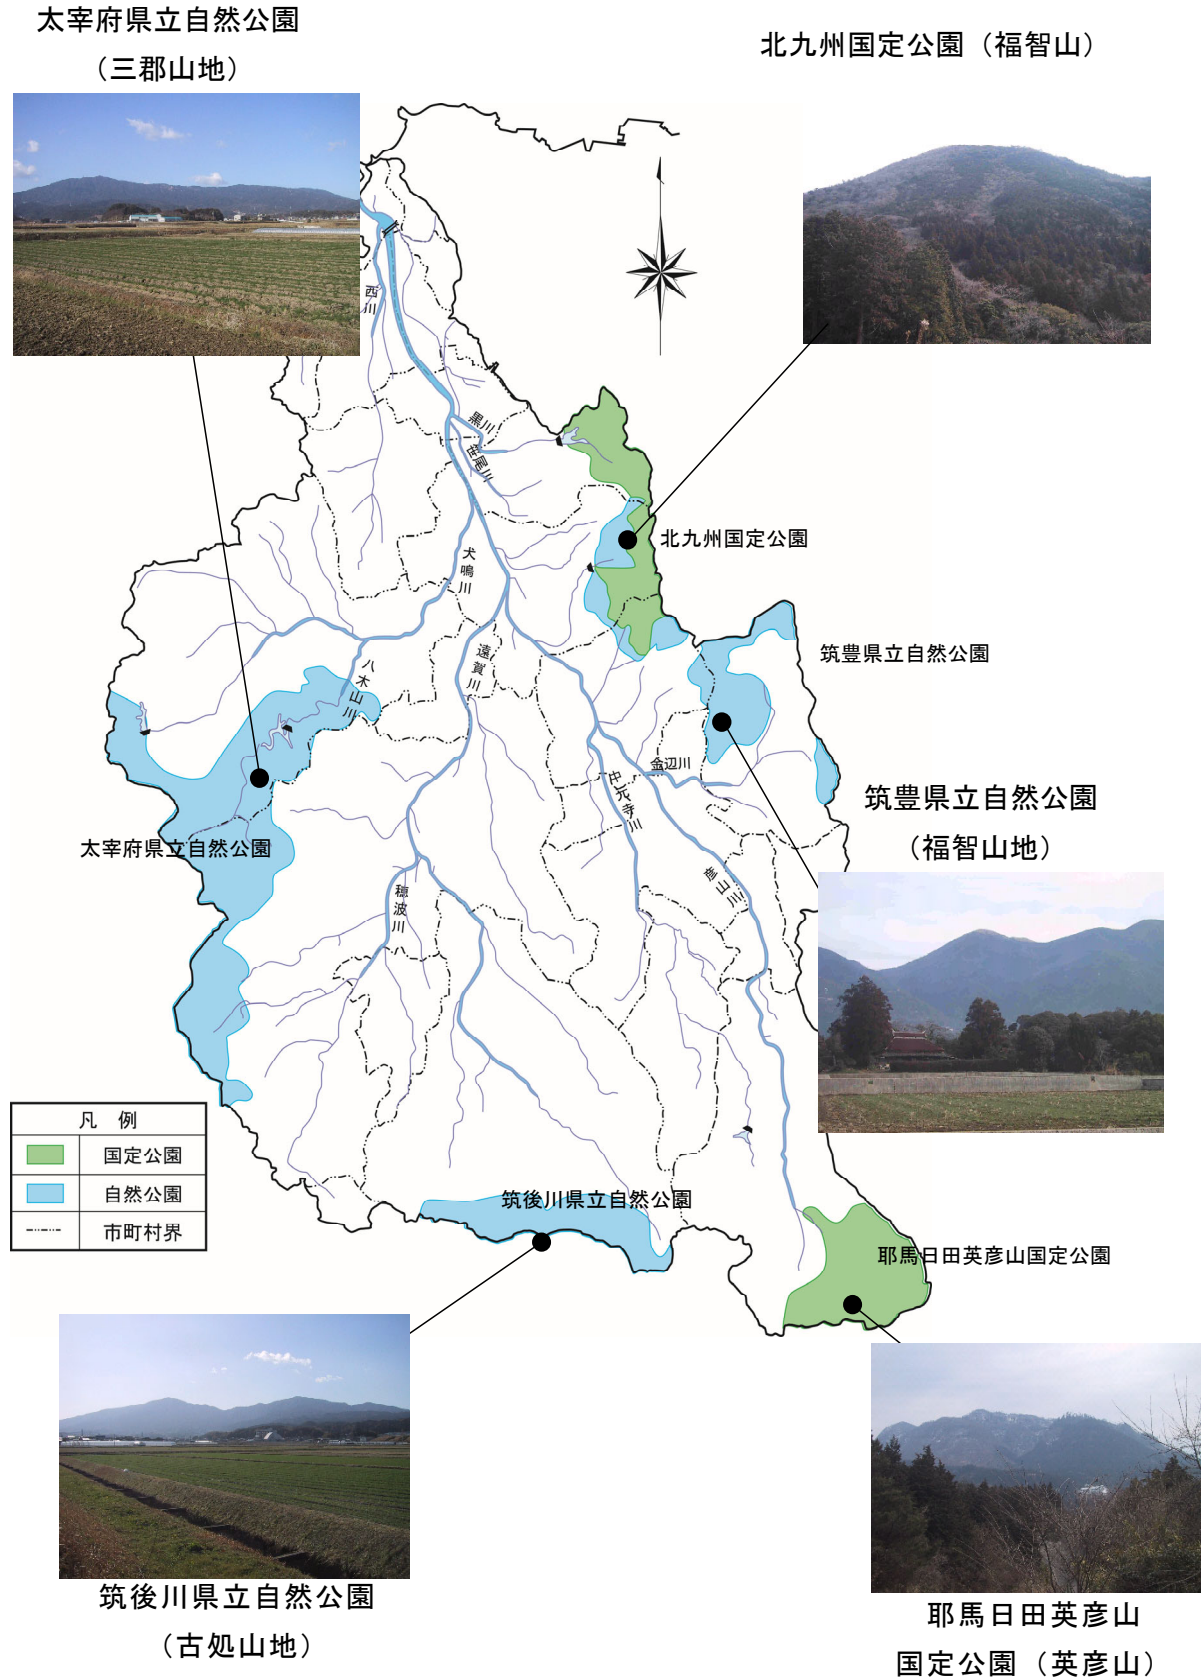 太宰府県立自然公園
（三郡山地）
北九州国定公園（福智山）
西川
黒川
笹尾川
犬鳴川
北九州国定公園
遠賀川
筑豊県立自然公園
八木山川
金辺川
中元寺川
筑豊県立自然公園
（福智山地）
太宰府県立自然公園
彦山川
穂波川
凡 例
国定公園
自然公園
市町村界
筑後川県立自然公園
耶馬日田英彦山国定公園
筑後川県立自然公園
（古処山地）
耶馬日田英彦山
国定公園（英彦山）